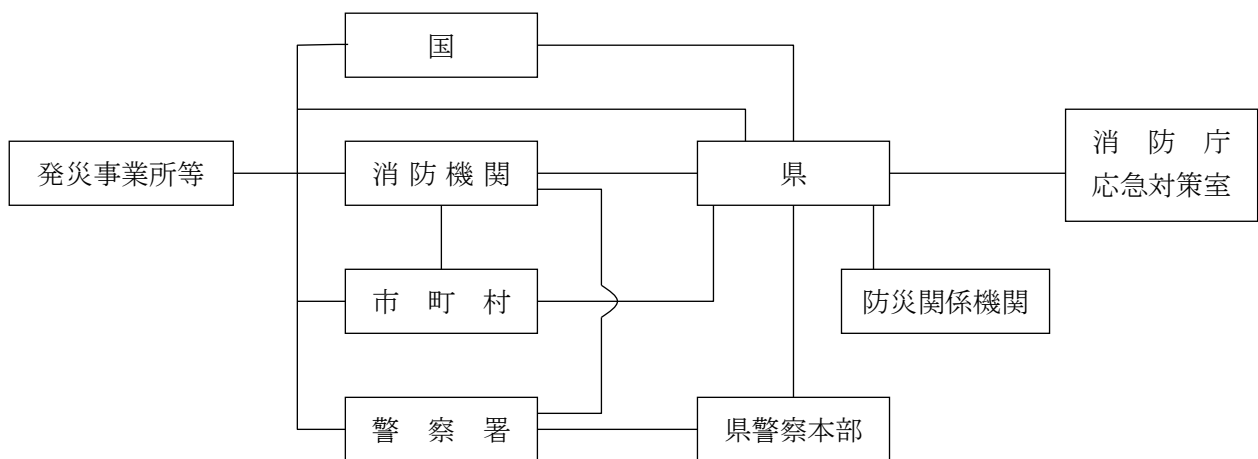 国
発災事業所等
消防機関
県
消防庁
応急対策室
市町村
防災関係機関
警察署
県警察本部